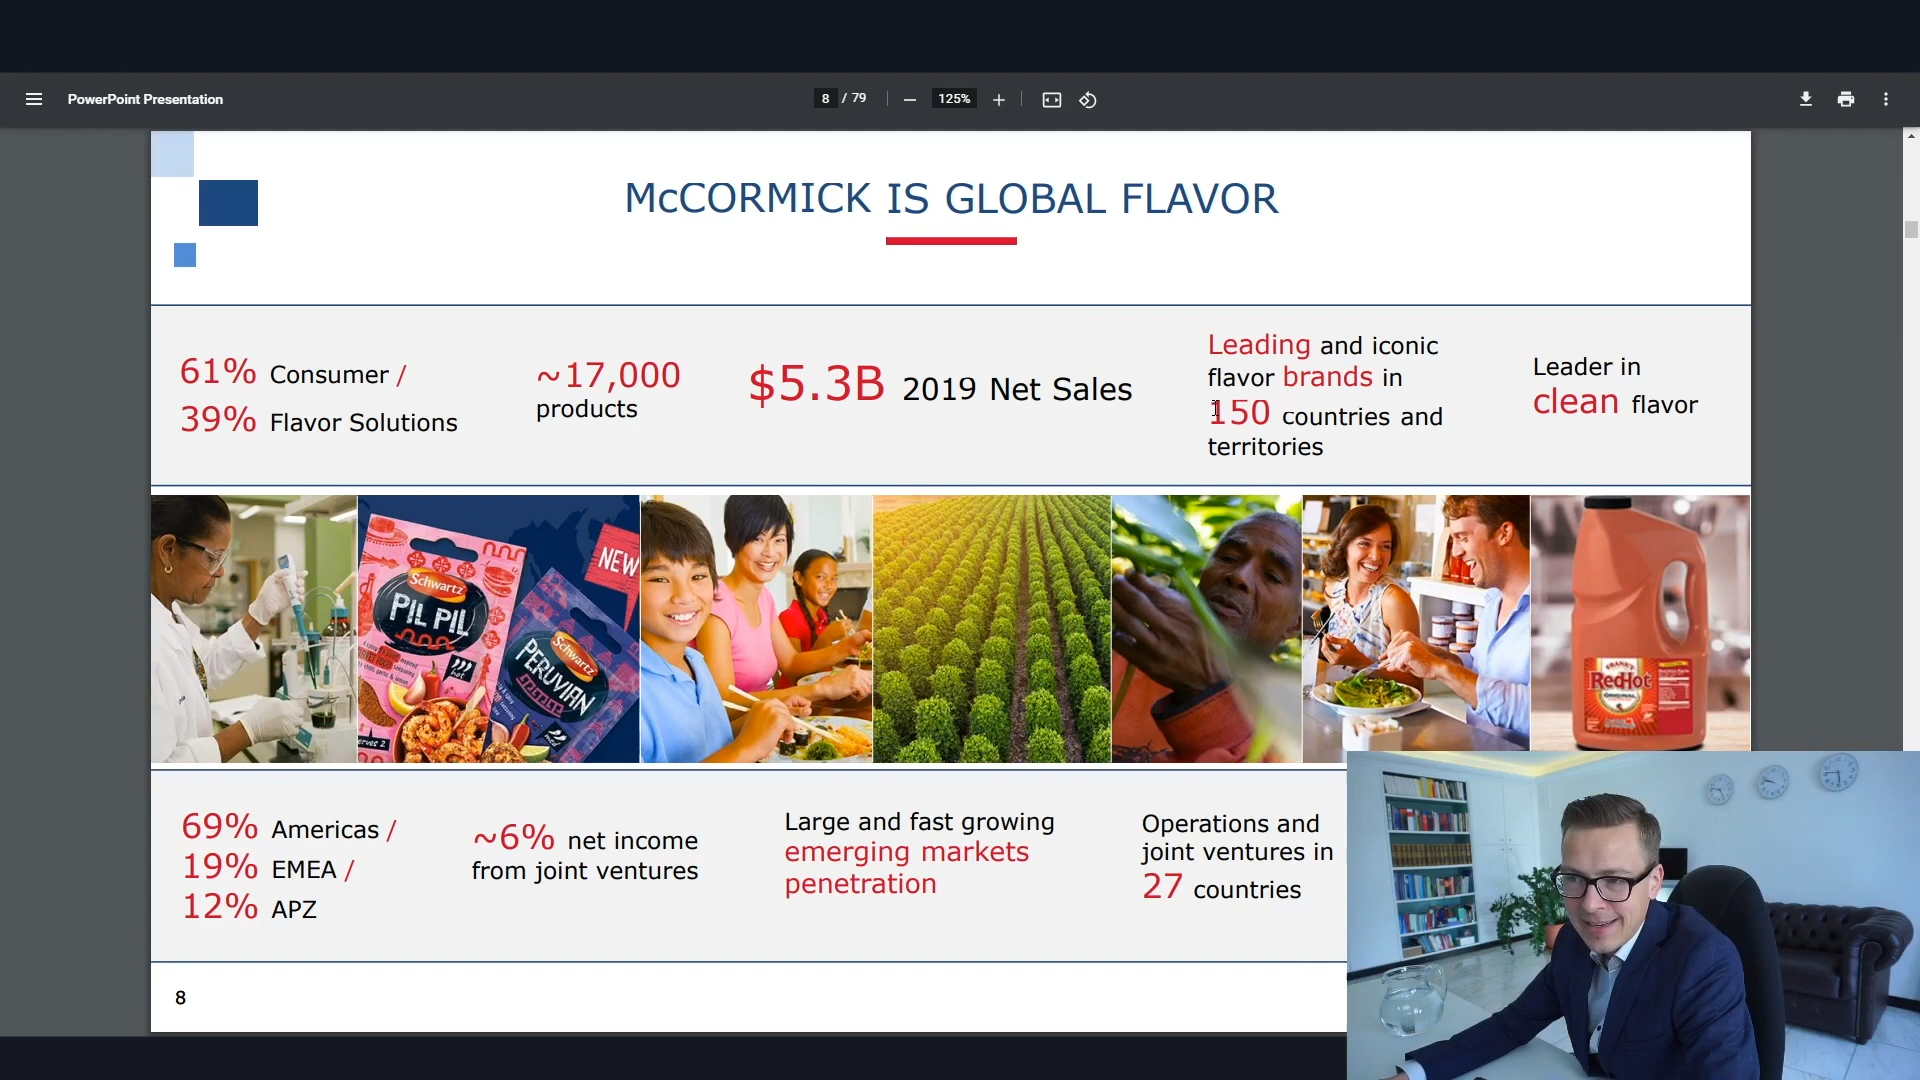 PowerPoint Presentation
8 / 79
125%
McCORMICK IS GLOBAL FLAVOR
61% Consumer /
39% Flavor Solutions
~17,000
products
$5.3B 2019 Net Sales
Leading and iconic
flavor brands in
150 countries and
territories
Leader in
clean flavor
Schwartz
PIL PIL
hot
NEW
Schwartz
PERUVIAN
RedHot
ORIGINAL
69% Americas /
19% EMEA /
12% APZ
~6% net income
from joint ventures
Large and fast growing
emerging markets
penetration
Operations and
joint ventures in
27 countries
8